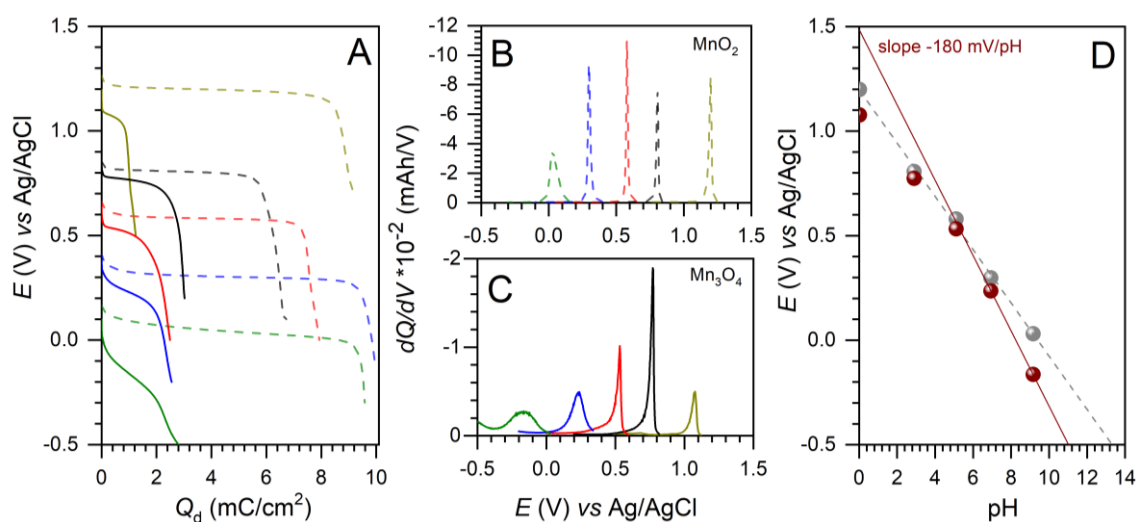 A
1.5
1.0
0.5
0.0
-0.5
E (V) vs Ag/AgCl
0 2 4 6 8 10
Q_d (mC/cm²)
B
MnO₂
-12
-10
-8
-6
-4
-2
0
-0.5 0.0 0.5 1.0 1.5
dQ/dV *10⁻² (mAh/V)
C
Mn₃O₄
-2
-1
0
-0.5 0.0 0.5 1.0 1.5
E (V) vs Ag/AgCl
D
slope -180 mV/pH
1.5
1.0
0.5
0.0
-0.5
E (V) vs Ag/AgCl
0 2 4 6 8 10 12 14
pH